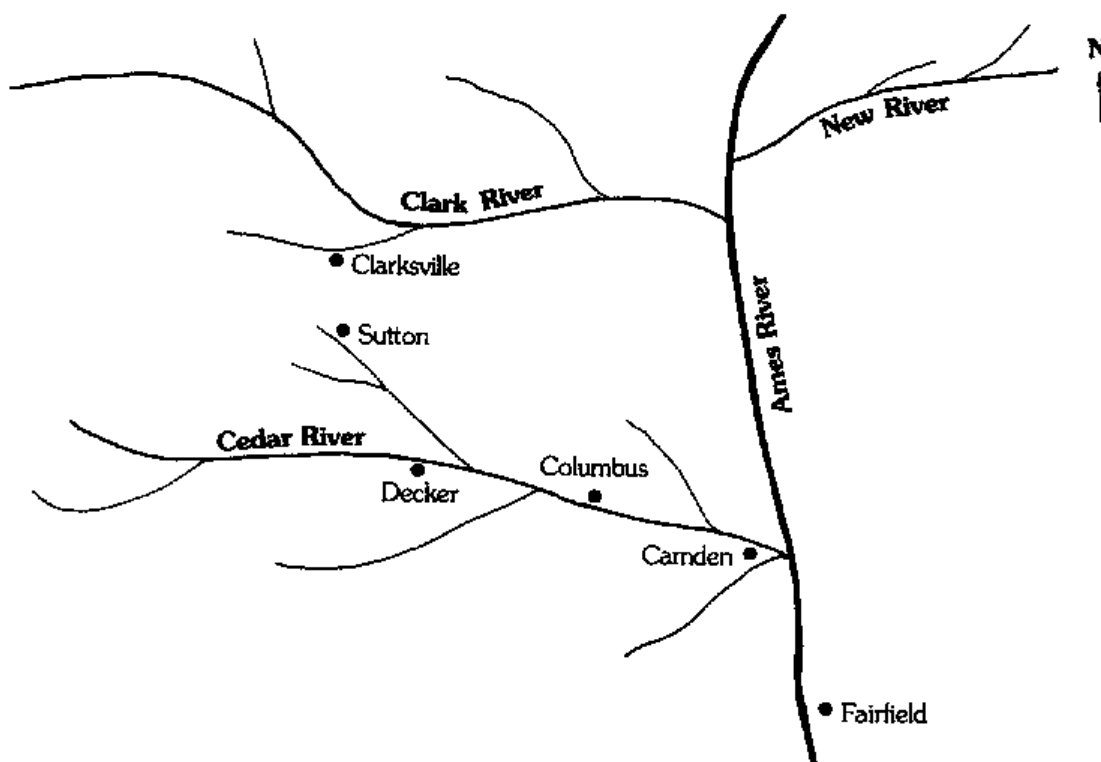 N
New River
Clark River
Clarksville
Sutton
Ames River
Cedar River
Columbus
Decker
Camden
Fairfield